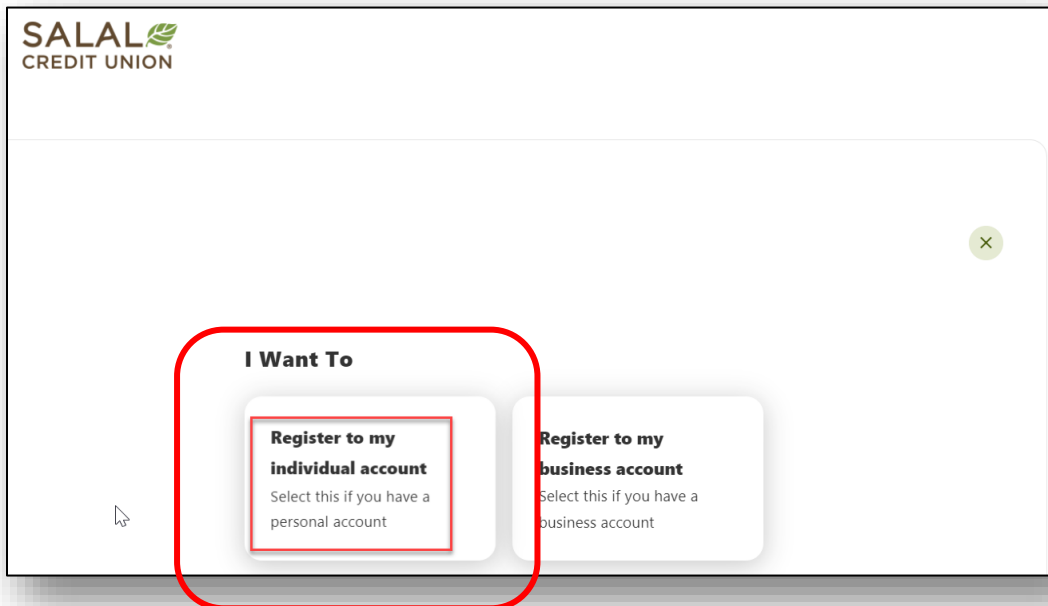 SALAL
CREDIT UNION
I Want To
Register to my
individual account
Select this if you have a
personal account
Register to my
business account
Select this if you have a
business account